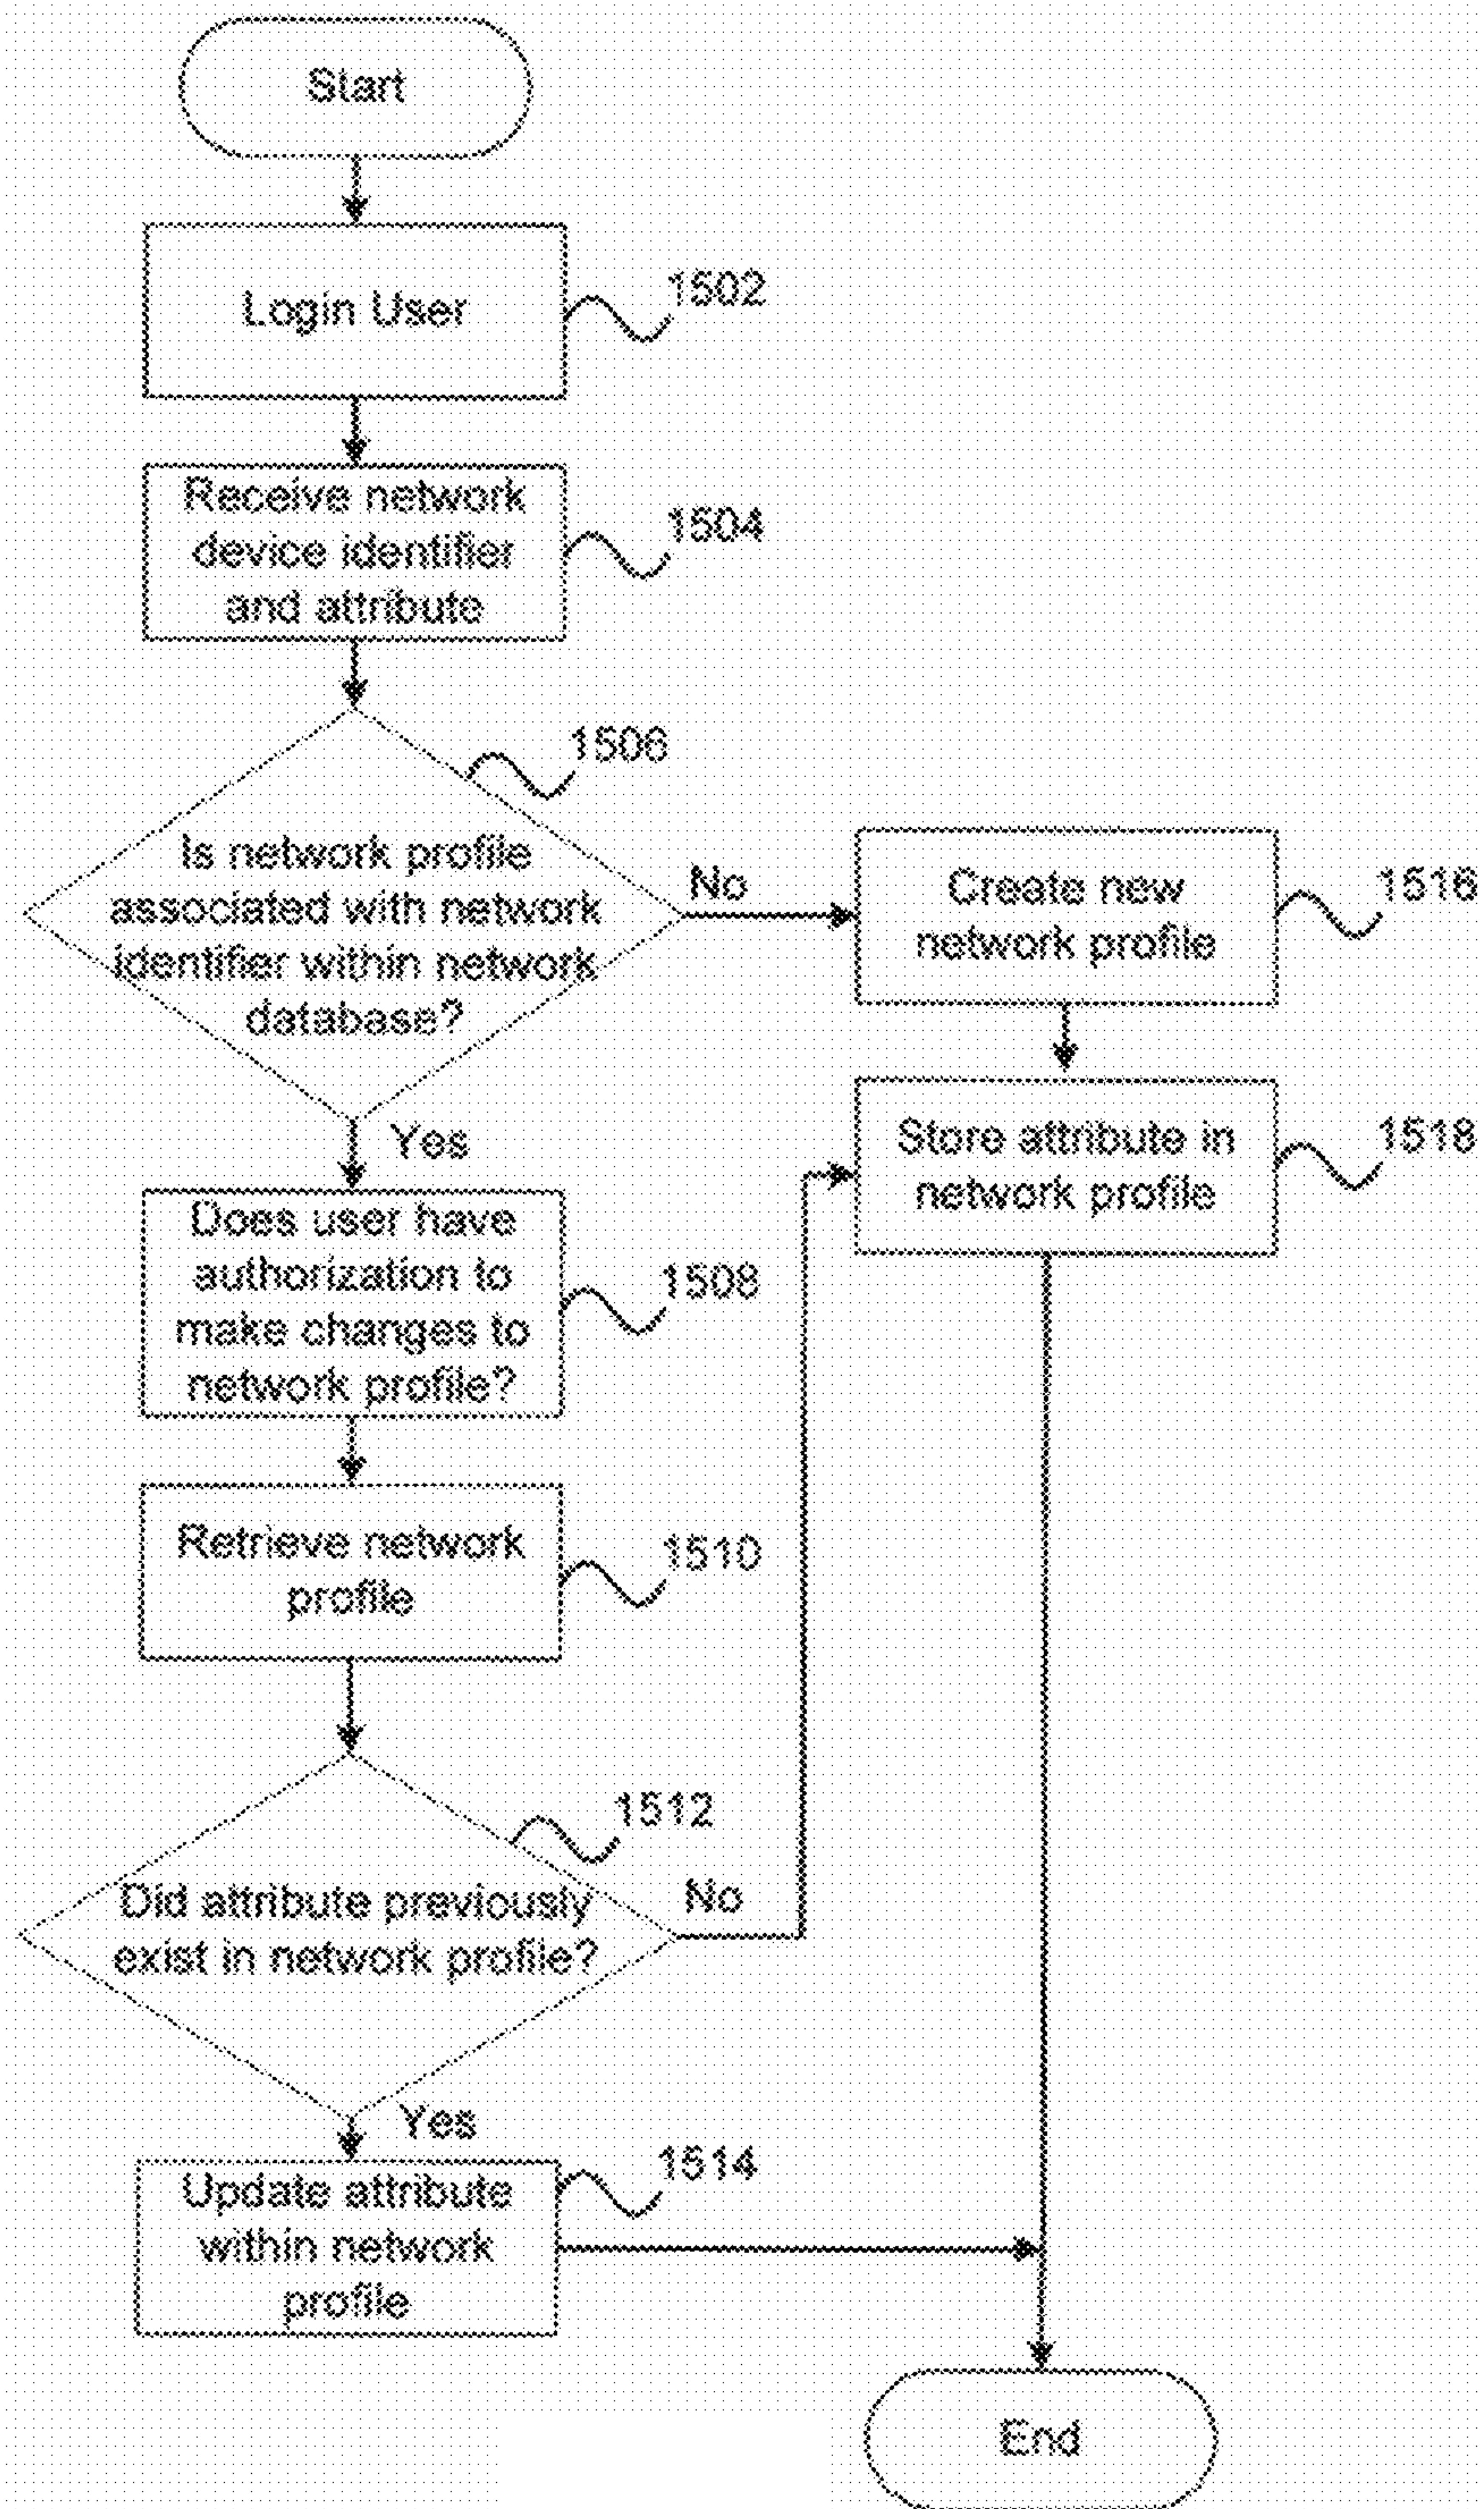 Start
Login User
1502
Receive network
device identifier
and attribute
1504
1506
Is network profile
associated with network
identifier within network
database?
No
Create new
network profile
1516
Yes
Store attribute in
network profile
1518
Does user have
authorization to
make changes to
network profile?
1508
Retrieve network
profile
1510
1512
Did attribute previously
exist in network profile?
No
Yes
Update attribute
within network
profile
1514
End